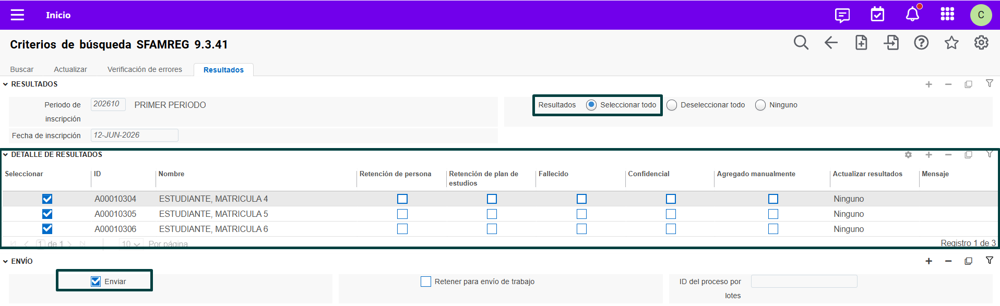 Inicio
C
Criterios de búsqueda SFAMREG 9.3.41
Buscar Actualizar Verificación de errores Resultados
RESULTADOS
Periodo de inscripción 202610 PRIMER PERIODO
Resultados Seleccionar todo Deseleccionar todo Ninguno
Fecha de inscripción 12-JUN-2026
DETALLE DE RESULTADOS
Seleccionar ID Nombre Retención de persona Retención de plan de estudios Fallecido Confidencial Agregado manualmente Actualizar resultados Mensaje
A00010304 ESTUDIANTE, MATRICULA 4 Ninguno
A00010305 ESTUDIANTE, MATRICULA 5 Ninguno
A00010306 ESTUDIANTE, MATRICULA 6 Ninguno
1 de 1 10 Por página Registro 1 de 3
ENVÍO
Enviar Retener para envío de trabajo ID del proceso por lotes